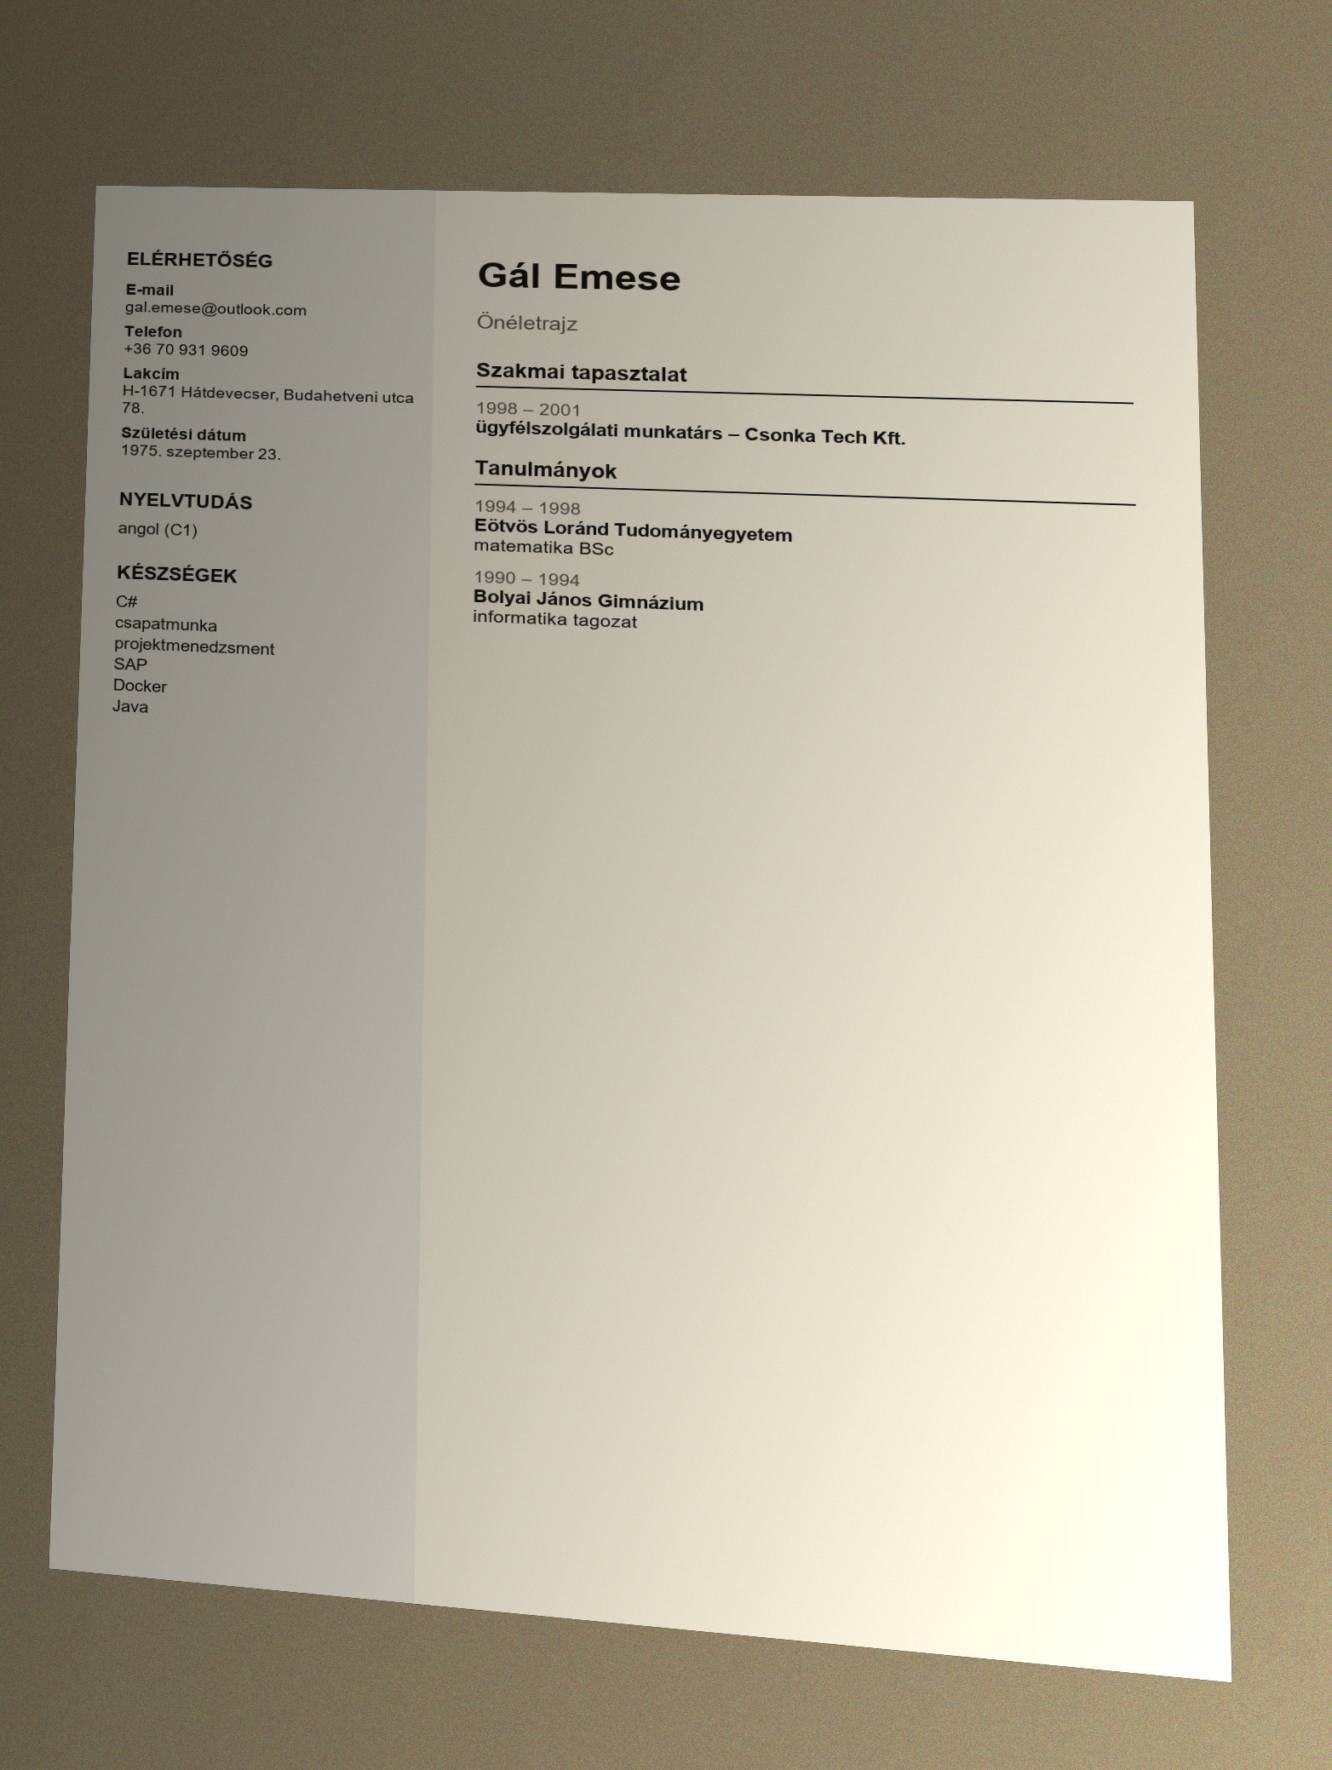 ELÉRHETŐSÉG
E-mail
gal.emese@outlook.com
Telefon
+36 70 931 9609
Lakcím
H-1671 Hátdevecser, Budahetveni utca
78.
Születési dátum
1975. szeptember 23.
NYELVTUDÁS
angol (C1)
KÉSZSÉGEK
C#
csapatmunka
projektmenedzsment
SAP
Docker
Java
Gál Emese
Önéletrajz
Szakmai tapasztalat
1998 – 2001
ügyfélszolgálati munkatárs – Csonka Tech Kft.
Tanulmányok
1994 – 1998
Eötvös Loránd Tudományegyetem
matematika BSc
1990 – 1994
Bolyai János Gimnázium
informatika tagozat